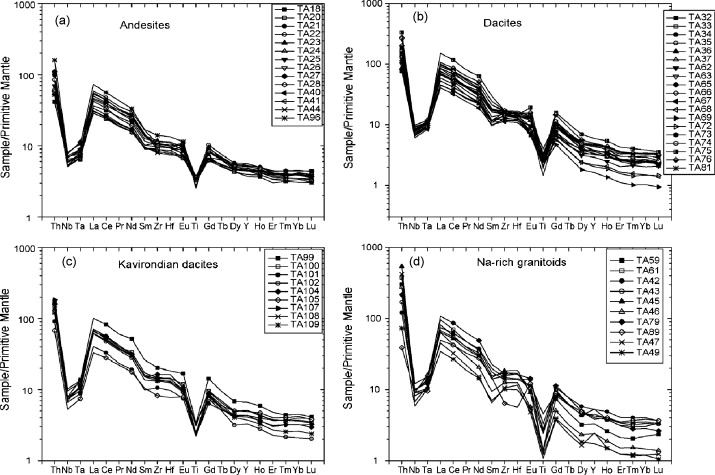 (a)
Andesites
TA18
TA20
TA21
TA22
TA23
TA24
TA25
TA26
TA27
TA28
TA40
TA41
TA44
TA96
Sample/Primitive Mantle
1000
100
10
1
Th Nb Ta La Ce Pr Nd Sm Zr Hf Eu Ti Gd Tb Dy Y Ho Er Tm Yb Lu
(b)
Dacites
TA32
TA33
TA34
TA35
TA36
TA37
TA62
TA63
TA65
TA66
TA67
TA68
TA69
TA72
TA73
TA74
TA75
TA76
TA81
Sample/Primitive Mantle
1000
100
10
1
Th Nb Ta La Ce Pr Nd Sm Zr Hf Eu Ti Gd Tb Dy Y Ho Er Tm Yb Lu
(c)
Kavirondian dacites
TA99
TA100
TA101
TA102
TA104
TA105
TA107
TA108
TA109
Sample/Primitive Mantle
1000
100
10
1
Th Nb Ta La Ce Pr Nd Sm Zr Hf Eu Ti Gd Tb Dy Y Ho Er Tm Yb Lu
(d)
Na-rich granitoids
TA59
TA61
TA42
TA43
TA45
TA46
TA79
TA89
TA47
TA49
Sample/Primitive Mantle
1000
100
10
1
Th Nb Ta La Ce Pr Nd Sm Zr Hf Eu Ti Gd Tb Dy Y Ho Er Tm Yb Lu